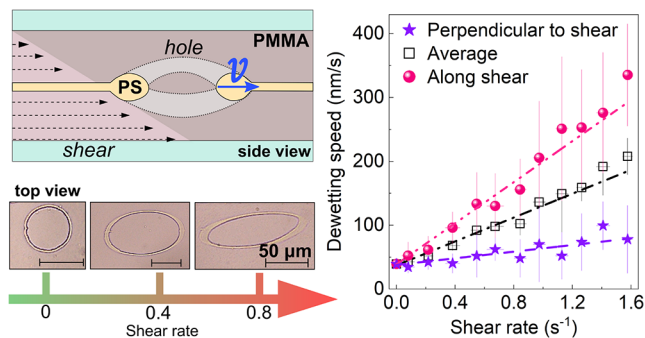 hole
PMMA
PS
v
shear
side view
top view
50 µm
0
0.4
0.8
Shear rate
Perpendicular to shear
Average
Along shear
Dewetting speed (nm/s)
400
300
200
100
0
0.0
0.4
0.8
1.2
1.6
Shear rate (s⁻¹)